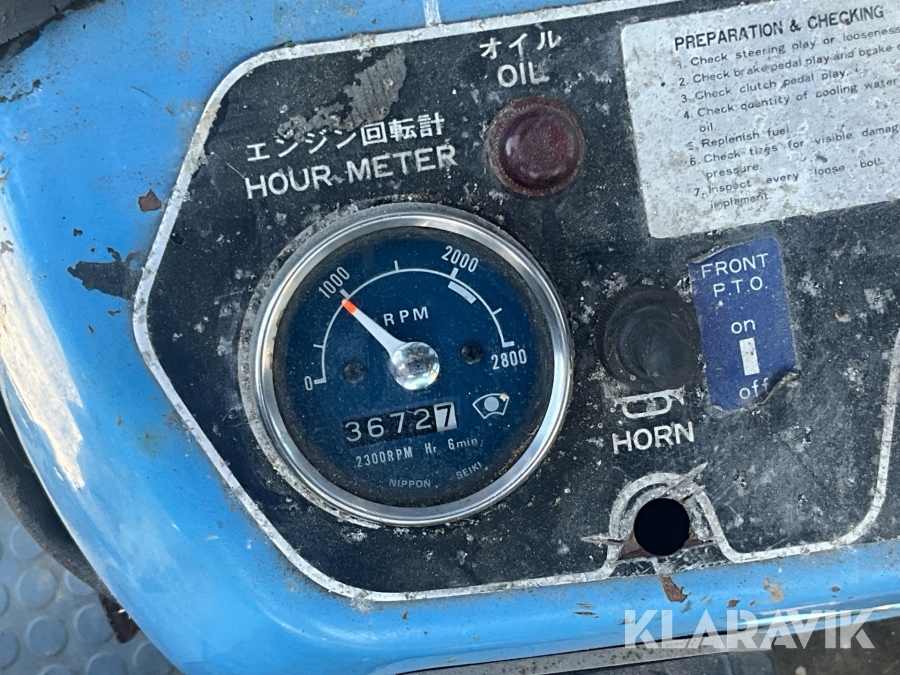 オイル
OIL
エンジン回転計
HOUR METER
PREPARATION & CHECKING
1. Check steering play or looseness
2. Check brake pedal play and brake
3. Check clutch pedal play.
4. Check quantity of cooling water
oil.
5. Replenish fuel.
6. Check tires for visible
pressure.
7. Inspect every loose
implement.
0
1000
2000
2800
RPM
36727
2300RPM Hr 6min
NIPPON SEIKI
FRONT
P.T.O.
on
off
HORN
KLARAVIK